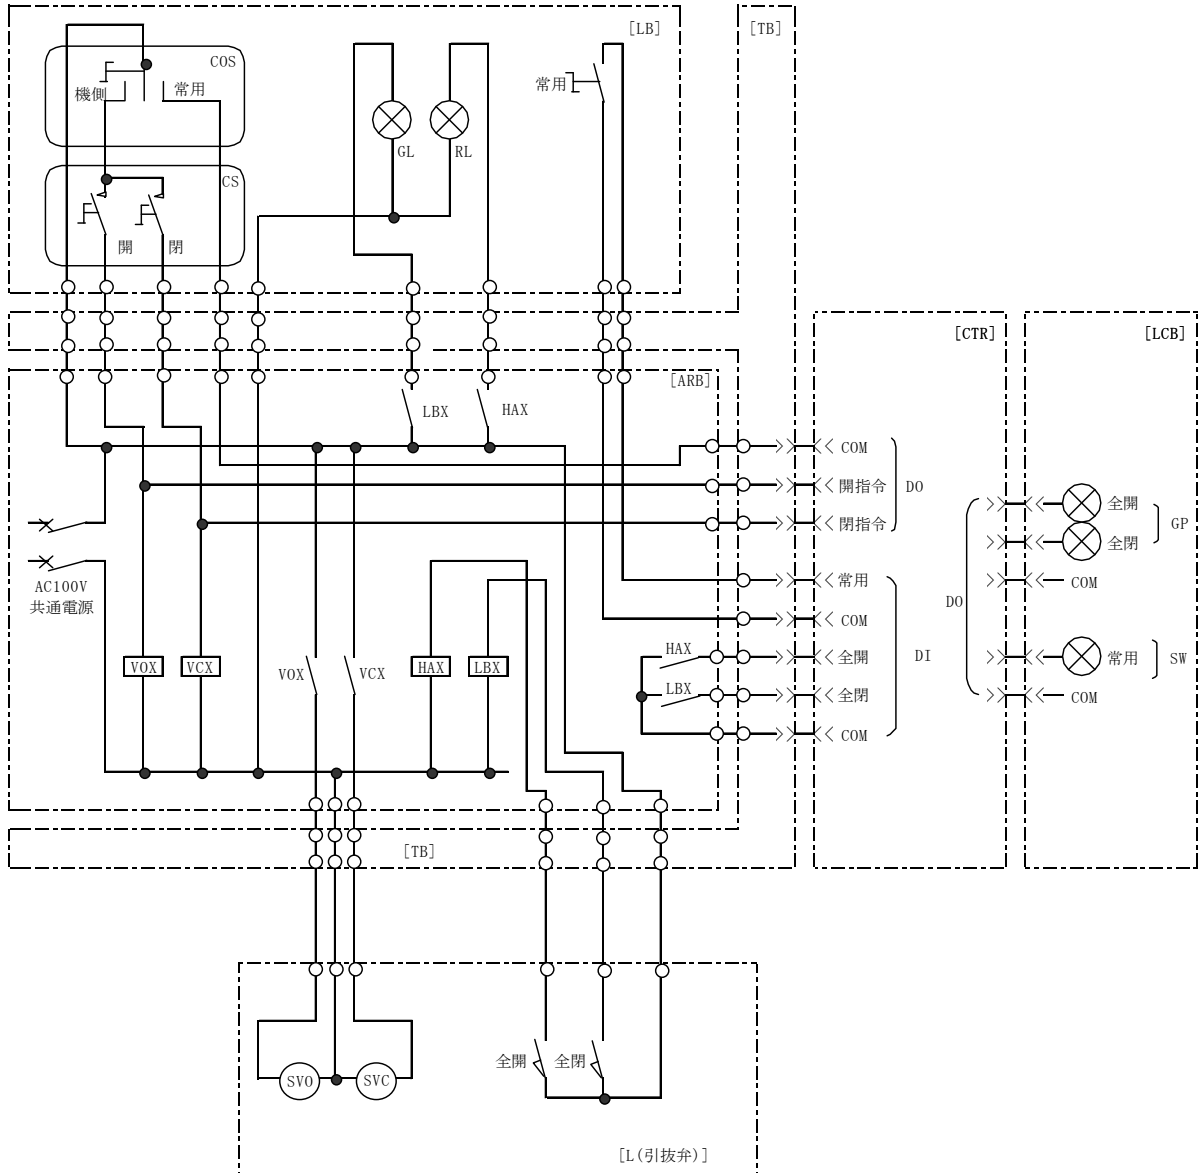 [LB]
[TB]
COS
機側
常用
常用
GL
RL
CS
開
閉
[CTR]
[LCB]
[ARB]
LBX
HAX
COM
開指令
DO
閉指令
全開
GP
全閉
AC100V
共通電源
常用
COM
COM
DO
HAX
全開
DI
常用
SW
VOX
VCX
VOX
VCX
HAX
LBX
LBX
全閉
COM
COM
[TB]
全開
全閉
SVO
SVC
[L(引抜弁)]